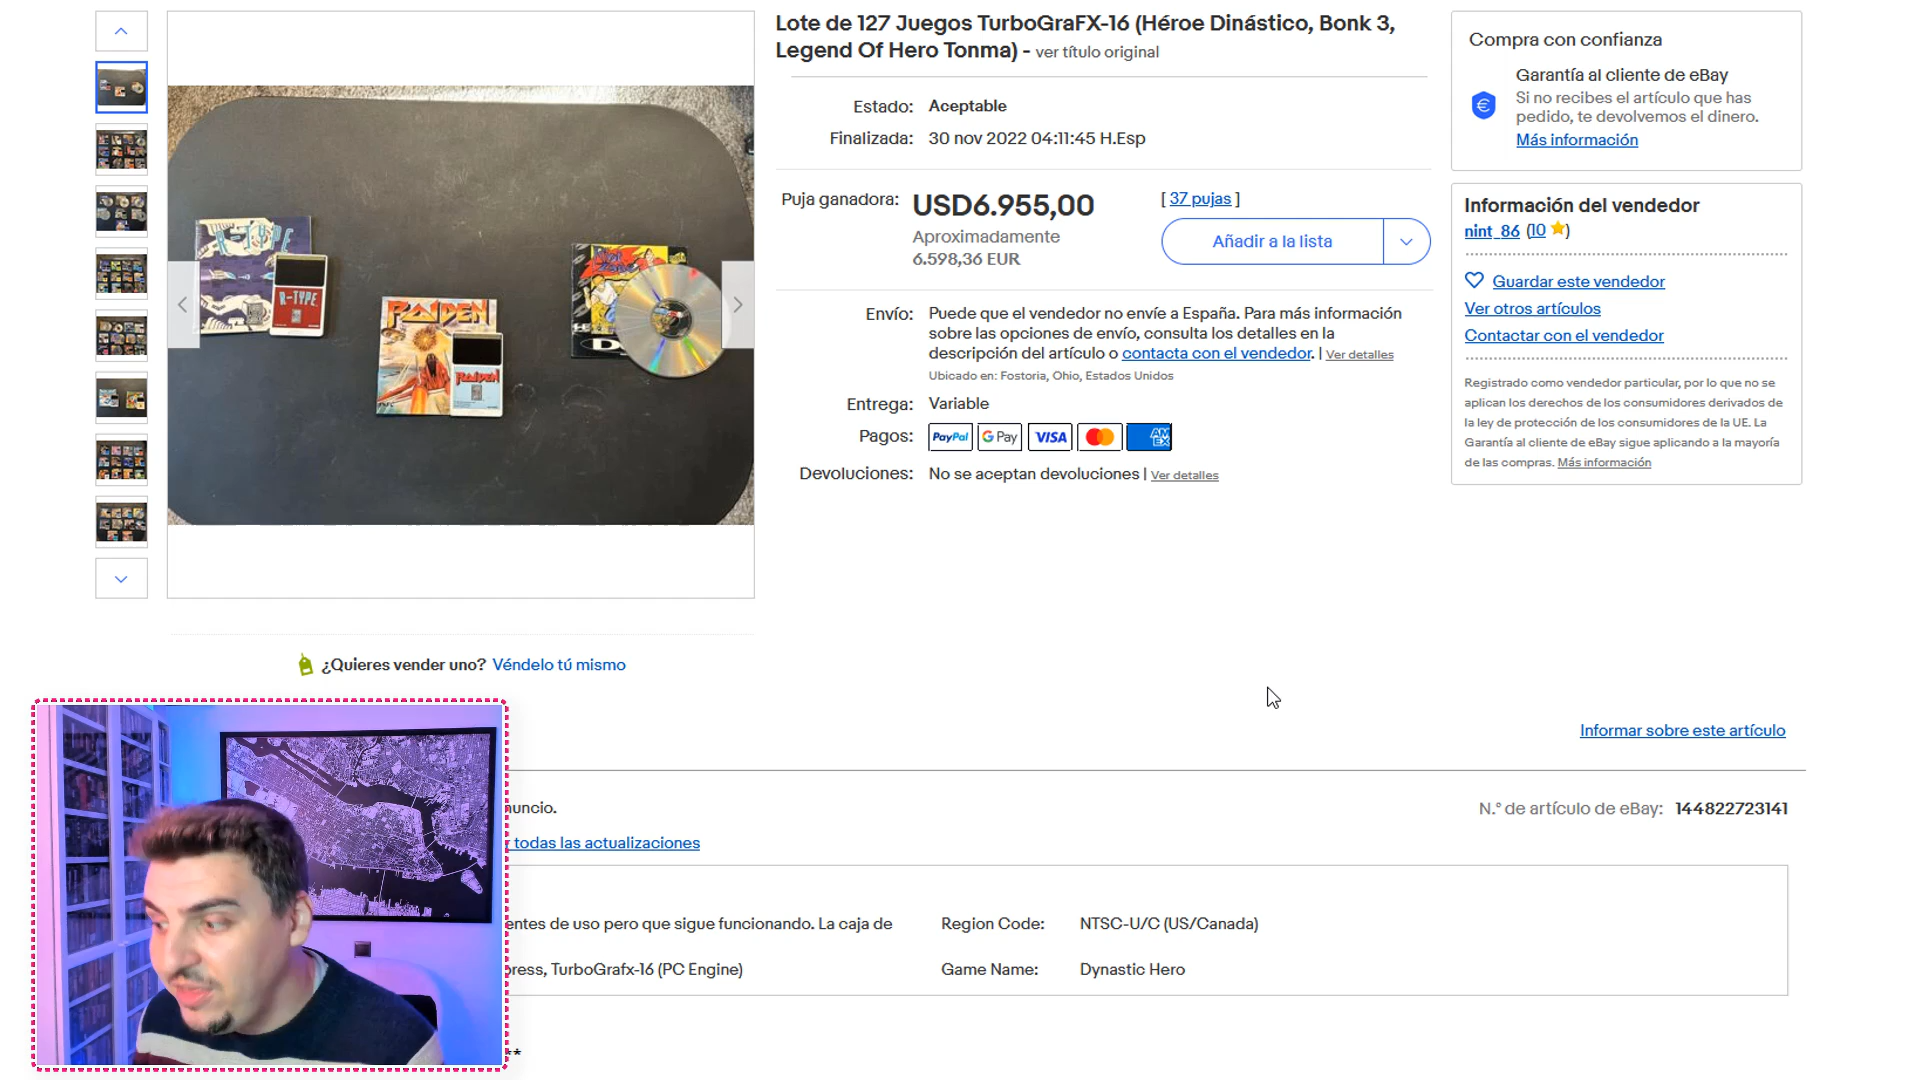 Lote de 127 Juegos TurboGraFX-16 (Héroe Dinástico, Bonk 3,
Legend Of Hero Tonma) - ver título original
Estado: Aceptable
Finalizada: 30 nov 2022 04:11:45 H.Esp
Puja ganadora: USD6.955,00 [ 37 pujas ]
Aproximadamente
6.598,36 EUR
Añadir a la lista
Envío: Puede que el vendedor no envíe a España. Para más información
sobre las opciones de envío, consulta los detalles en la
descripción del artículo o contacta con el vendedor. | Ver detalles
Ubicado en: Fostoria, Ohio, Estados Unidos
Entrega: Variable
Pagos: PayPal G Pay VISA AM EX
Devoluciones: No se aceptan devoluciones | Ver detalles
Compra con confianza
Garantía al cliente de eBay
Si no recibes el artículo que has
pedido, te devolvemos el dinero.
Más información
Información del vendedor
nint_86 (10)
Guardar este vendedor
Ver otros artículos
Contactar con el vendedor
Registrado como vendedor particular, por lo que no se
aplican los derechos de los consumidores derivados de
la ley de protección de los consumidores de la UE. La
Garantía al cliente de eBay sigue aplicando a la mayoría
de las compras. Más información
R-TYPE
R-TYPE
RAIDEN
RAIDEN
¿Quieres vender uno? Véndelo tú mismo
Informar sobre este artículo
nuncio.
N.° de artículo de eBay: 144822723141
todas las actualizaciones
entes de uso pero que sigue funcionando. La caja de
Region Code: NTSC-U/C (US/Canada)
press, TurboGrafx-16 (PC Engine)
Game Name: Dynastic Hero
**